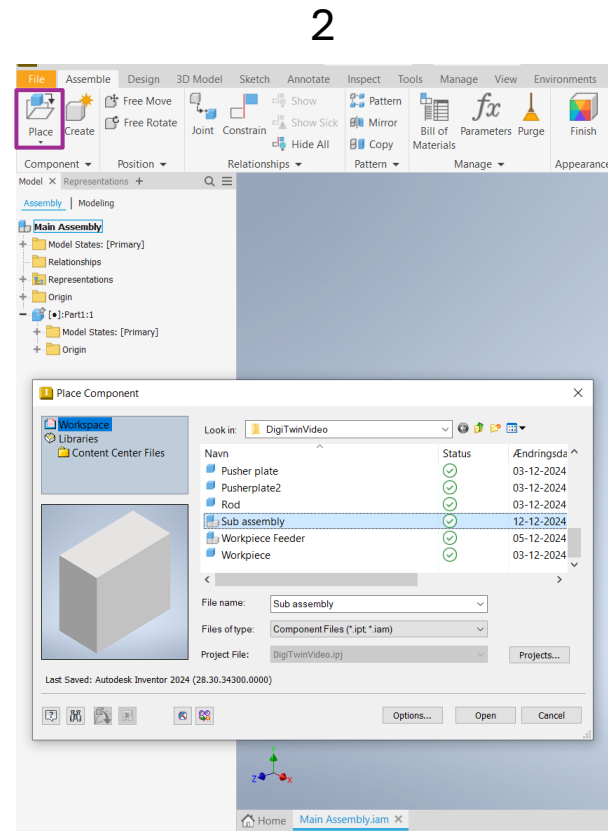 2
File Assemble Design 3D Model Sketch Annotate Inspect Tools Manage View Environments
Place Create Free Move Free Rotate Joint Constrain Show Show Sick Hide All Pattern Mirror Copy Bill of Materials fx Parameters Purge Finish
Component Position Relationships Pattern Manage Appearance
Model × Representations +
Assembly | Modeling
Main Assembly
Model States: [Primary]
Relationships
Representations
Origin
[●]:Part1:1
Model States: [Primary]
Origin
Place Component
Workspace
Libraries
Content Center Files
Look in: DigiTwinVideo
Navn Status Ændringsda
Pusher plate 03-12-2024
Pusherplate2 03-12-2024
Rod 03-12-2024
Sub assembly 12-12-2024
Workpiece Feeder 05-12-2024
Workpiece 03-12-2024
File name: Sub assembly
Files of type: Component Files (*.ipt; *.iam)
Project File: DigiTwinVideo.ipj Projects...
Last Saved: Autodesk Inventor 2024 (28.30.34300.0000)
Options... Open Cancel
Y
Z X
Home Main Assembly.iam ×